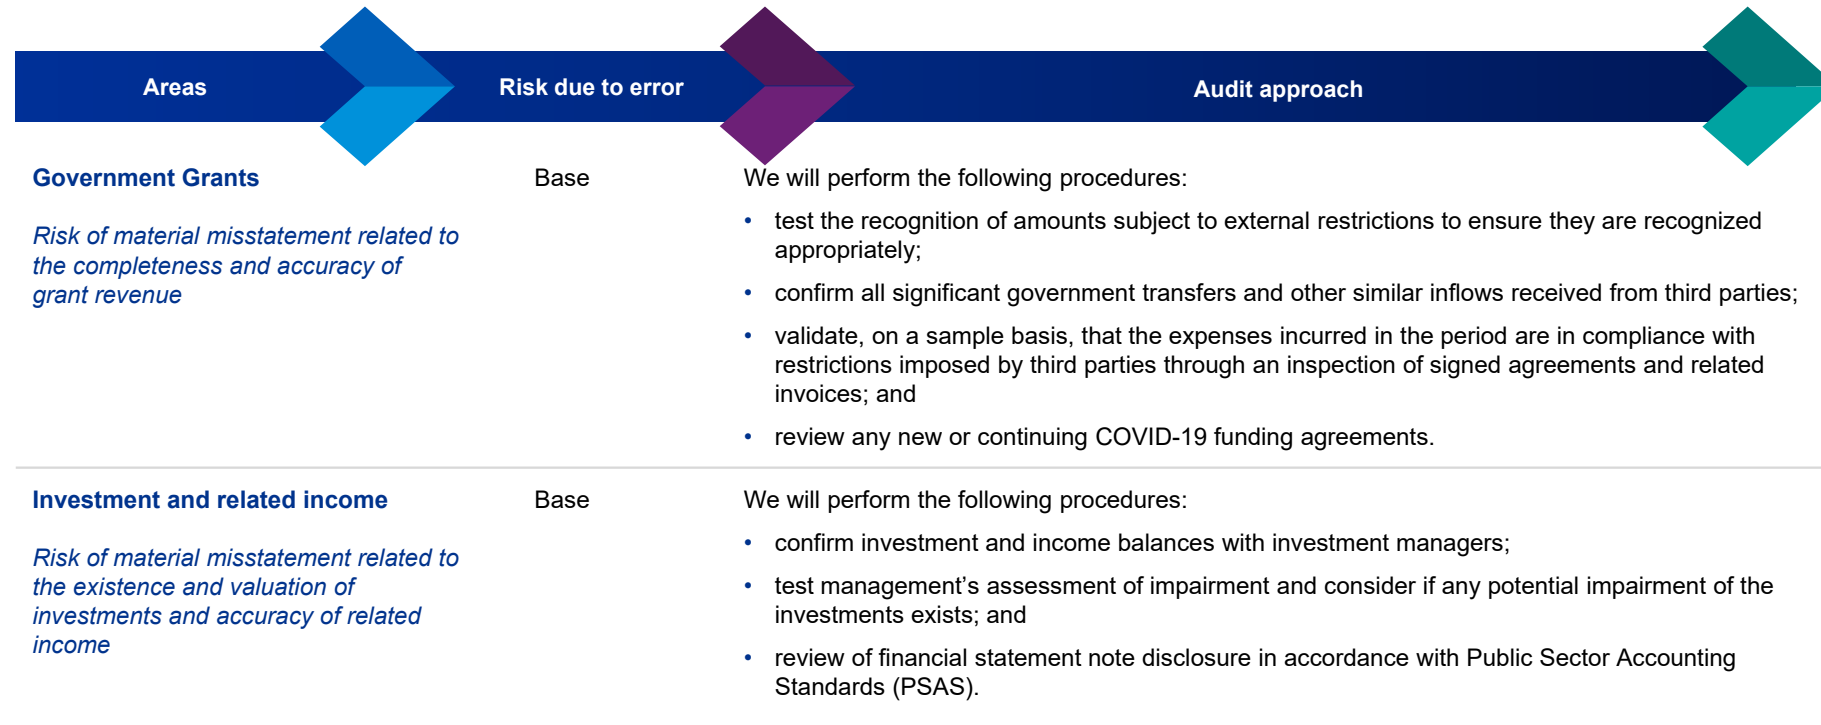 Areas
Risk due to error
Audit approach
Government Grants
Base
We will perform the following procedures:
Risk of material misstatement related to
the completeness and accuracy of
grant revenue
• test the recognition of amounts subject to external restrictions to ensure they are recognized
appropriately;
• confirm all significant government transfers and other similar inflows received from third parties;
• validate, on a sample basis, that the expenses incurred in the period are in compliance with
restrictions imposed by third parties through an inspection of signed agreements and related
invoices; and
• review any new or continuing COVID-19 funding agreements.
Investment and related income
Base
We will perform the following procedures:
Risk of material misstatement related to
the existence and valuation of
investments and accuracy of related
income
• confirm investment and income balances with investment managers;
• test management’s assessment of impairment and consider if any potential impairment of the
investments exists; and
• review of financial statement note disclosure in accordance with Public Sector Accounting
Standards (PSAS).